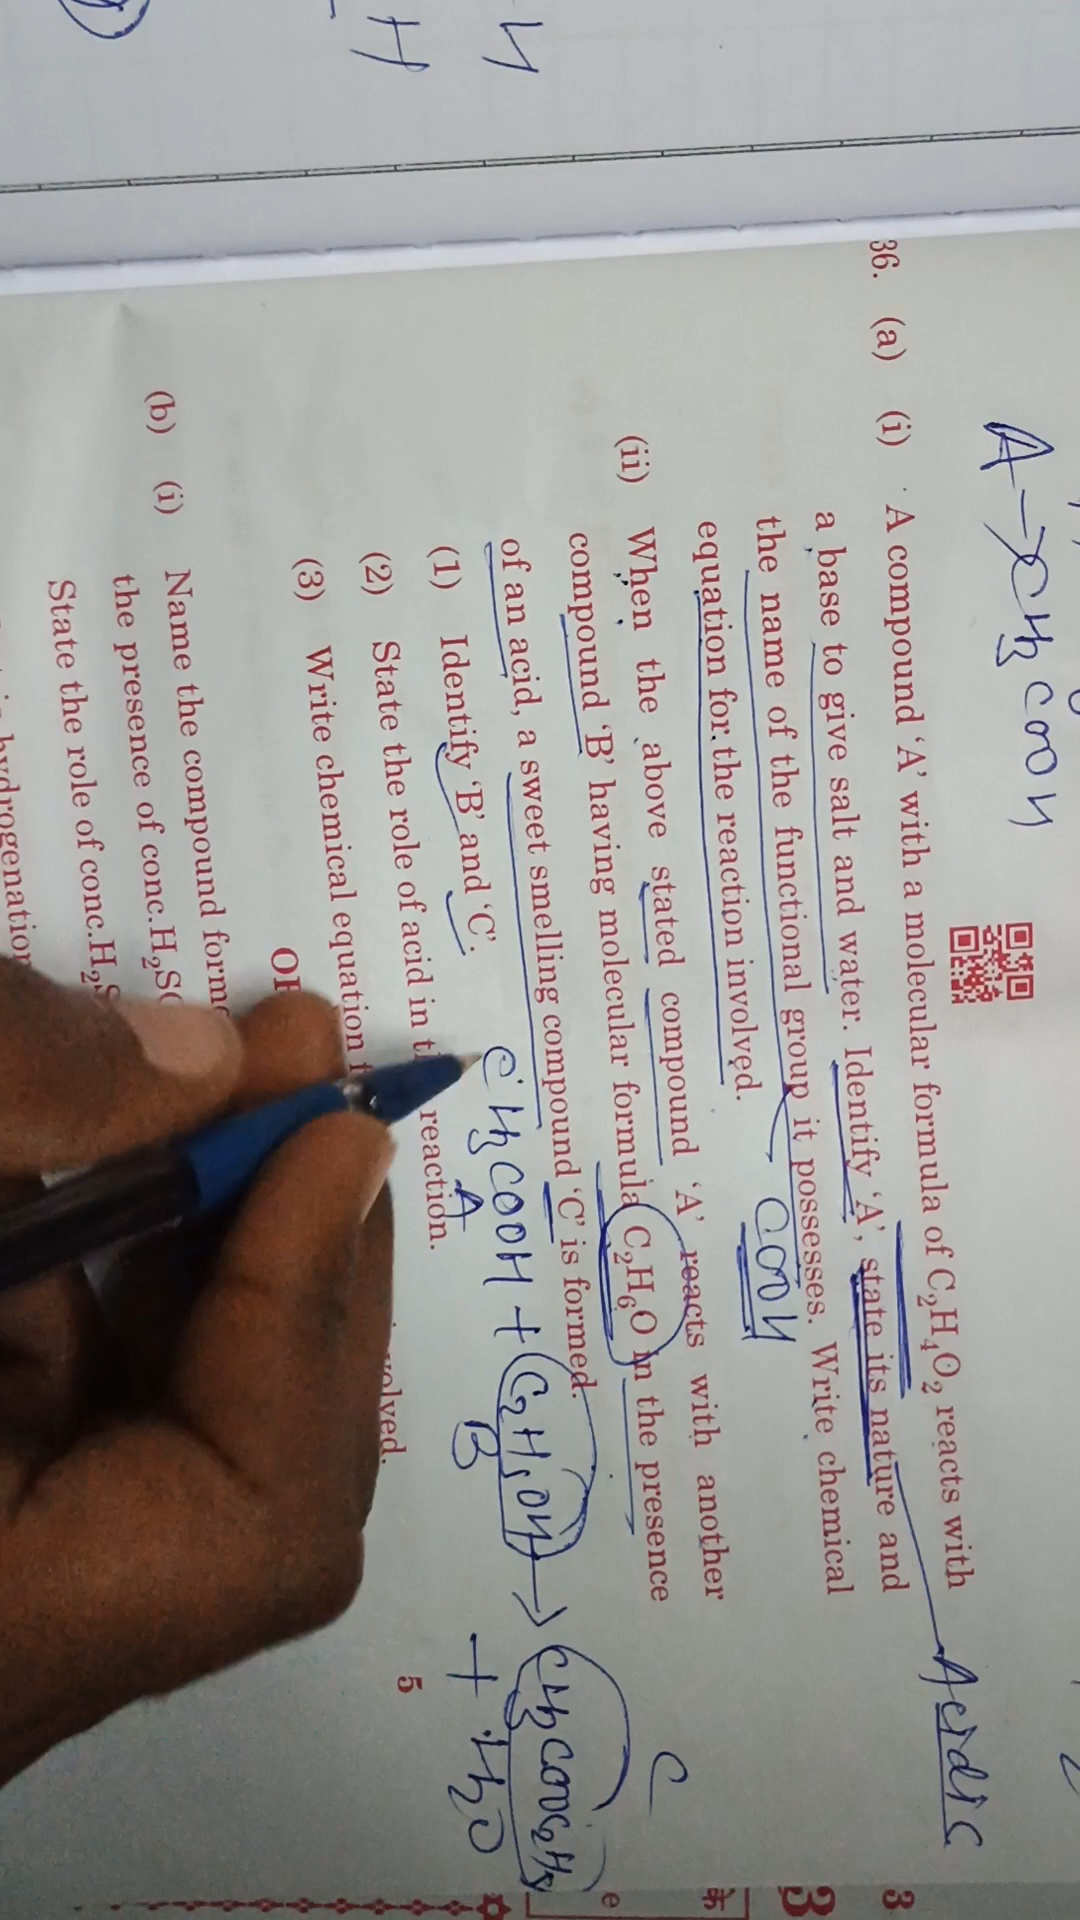 H
H
A → CH3COOH
36. (a) (i) A compound 'A' with a molecular formula of C2H4O2, reacts with
a base to give salt and water. Identify 'A', state its nature and
the name of the functional group it possesses. Write chemical
equation for the reaction involved.
Acidic
COOH
(ii) When the above stated compound 'A' reacts with another
compound 'B' having molecular formula C2H6O in the presence
of an acid, a sweet smelling compound 'C' is formed.
C
CH3COOH + C2H5OH → CH3COOC2H5
A B + H2O
(1) Identify 'B' and 'C'.
(2) State the role of acid in reaction.
(3) Write chemical equation
volved. 5
(b) (i) Name the compound
the presence of conc.H2S
State the role of conc.H2S
hydrogenation
3
3
e